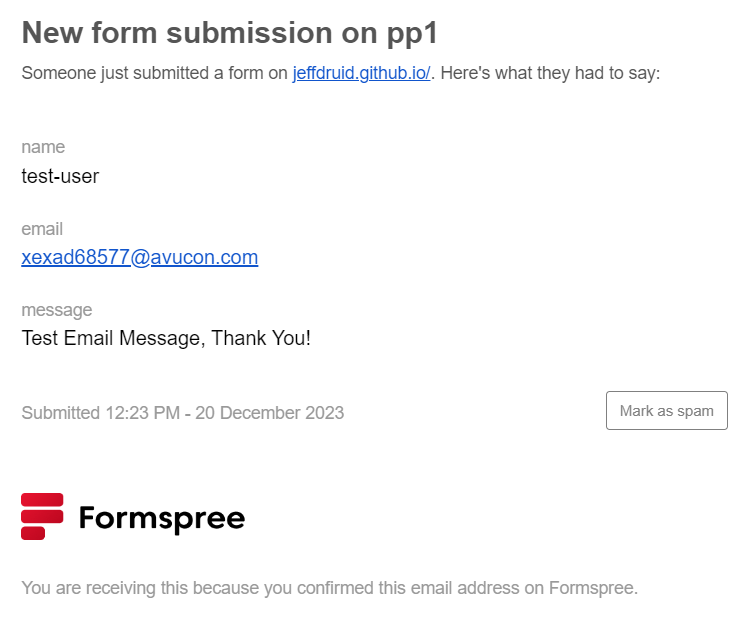 New form submission on pp1
Someone just submitted a form on jeffdruid.github.io/. Here's what they had to say:
name
test-user
email
xexad68577@avucon.com
message
Test Email Message, Thank You!
Submitted 12:23 PM - 20 December 2023
Mark as spam
Formspree
You are receiving this because you confirmed this email address on Formspree.